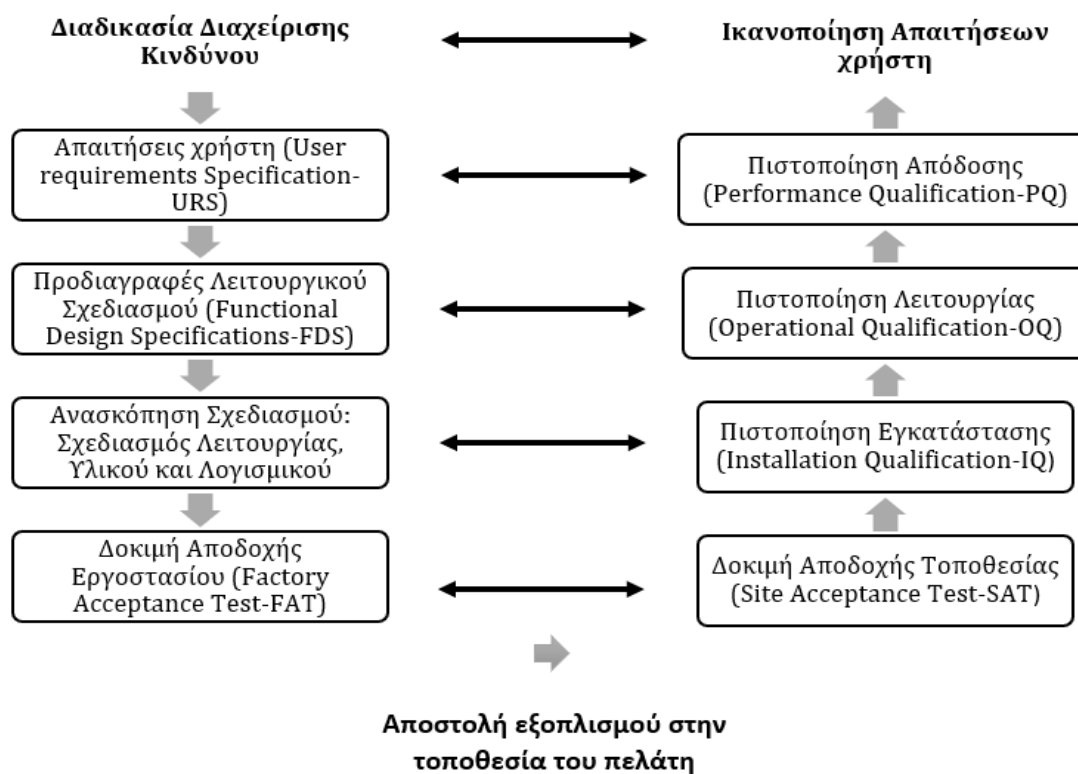 Διαδικασία Διαχείρισης
Κινδύνου
Απαιτήσεις χρήστη (User
requirements Specification-
URS)
Προδιαγραφές Λειτουργικού
Σχεδιασμού (Functional
Design Specifications-FDS)
Ανασκόπηση Σχεδιασμού:
Σχεδιασμός Λειτουργίας,
Υλικού και Λογισμικού
Δοκιμή Αποδοχής
Εργοστασίου (Factory
Acceptance Test-FAT)
Ικανοποίηση Απαιτήσεων
χρήστη
Πιστοποίηση Απόδοσης
(Performance Qualification-PQ)
Πιστοποίηση Λειτουργίας
(Operational Qualification-OQ)
Πιστοποίηση Εγκατάστασης
(Installation Qualification-IQ)
Δοκιμή Αποδοχής Τοποθεσίας
(Site Acceptance Test-SAT)
Αποστολή εξοπλισμού στην
τοποθεσία του πελάτη